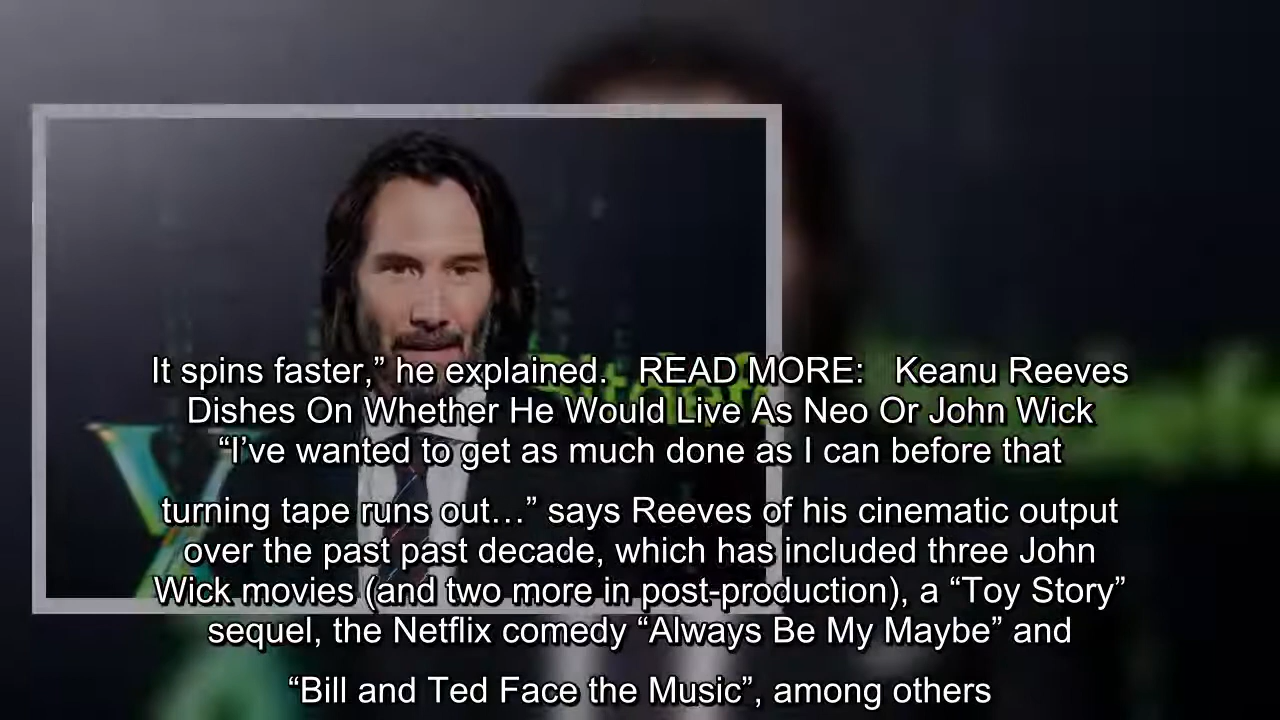 It spins faster,” he explained.   READ MORE:   Keanu Reeves
Dishes On Whether He Would Live As Neo Or John Wick
“I’ve wanted to get as much done as I can before that
turning tape runs out…” says Reeves of his cinematic output
over the past past decade, which has included three John
Wick movies (and two more in post-production), a “Toy Story”
sequel, the Netflix comedy “Always Be My Maybe” and
“Bill and Ted Face the Music”, among others